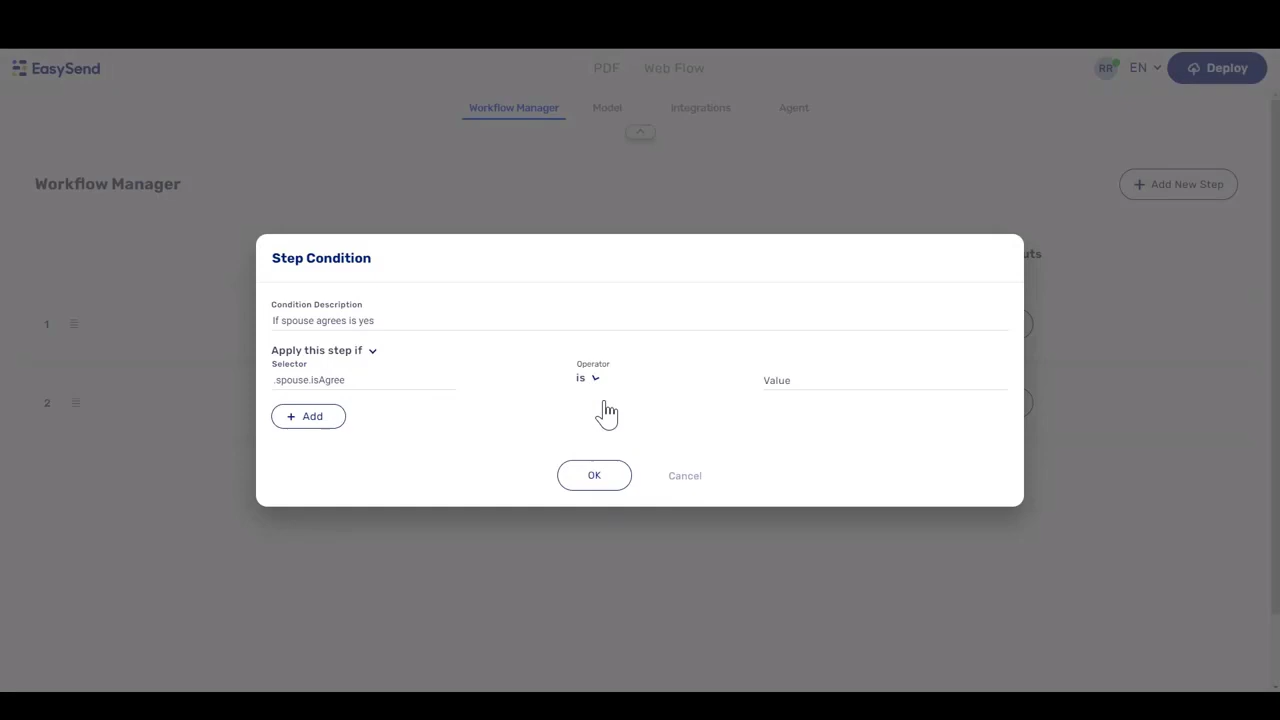 EasySend
PDF
Web Flow
RR
EN
Deploy
Workflow Manager
Model
Integrations
Agent
Workflow Manager
+ Add New Step
Step Condition
Condition Description
If spouse agrees is yes
Apply this step if
Selector
Operator
.spouse.isAgree
is
Value
+ Add
OK
Cancel
uts
1
2